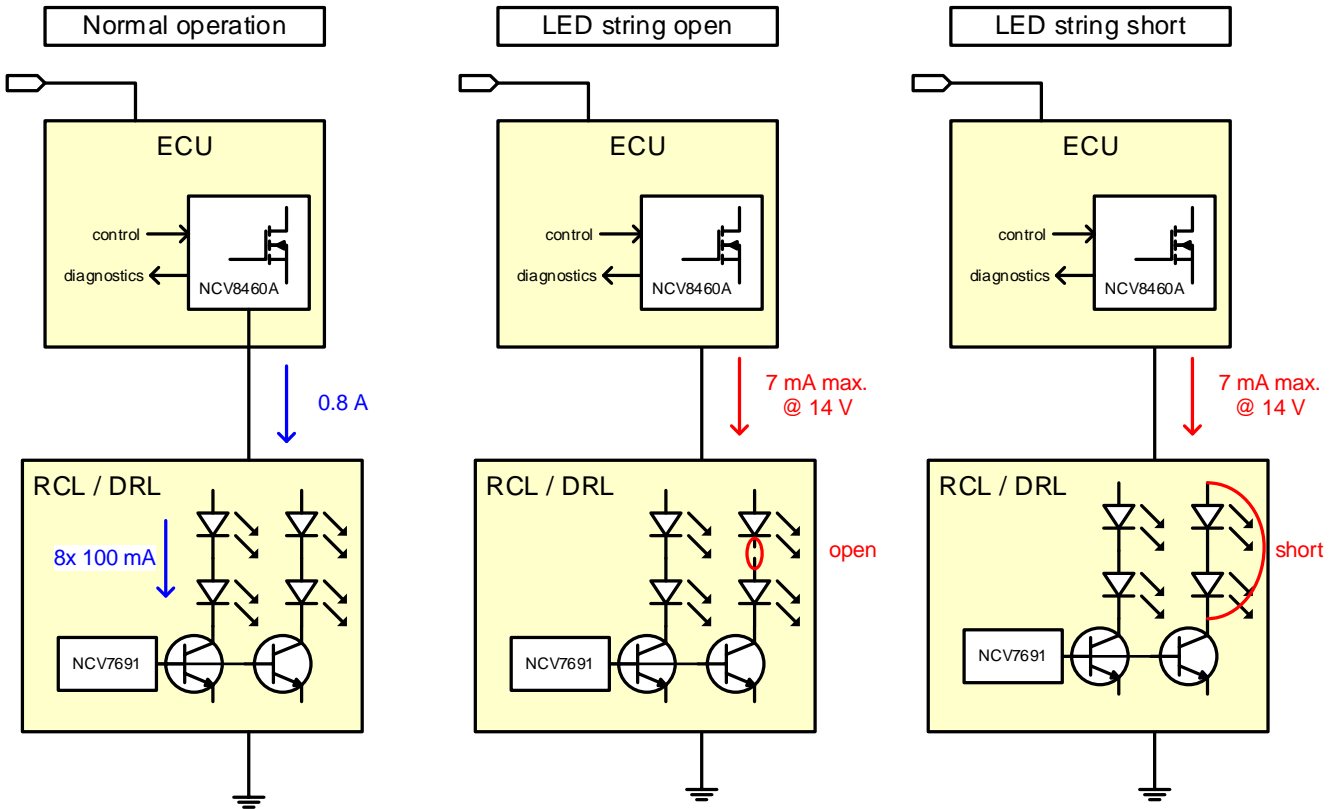 Normal operation
ECU
control
diagnostics
NCV8460A
0.8 A
RCL / DRL
8x 100 mA
NCV7691
LED string open
ECU
control
diagnostics
NCV8460A
7 mA max.
@ 14 V
RCL / DRL
open
NCV7691
LED string short
ECU
control
diagnostics
NCV8460A
7 mA max.
@ 14 V
RCL / DRL
short
NCV7691